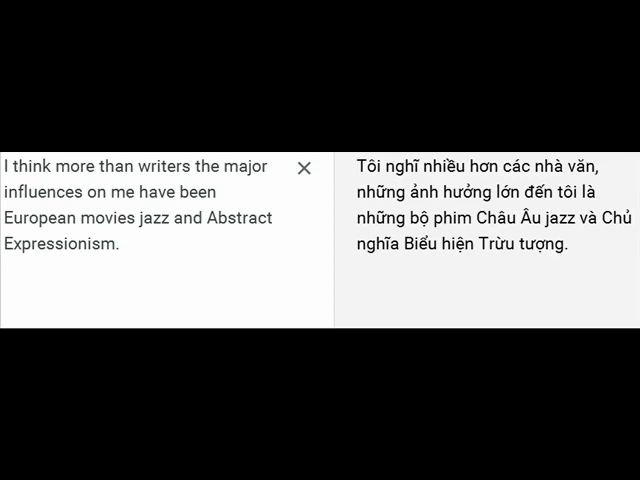 I think more than writers the major
influences on me have been
European movies jazz and Abstract
Expressionism.
Tôi nghĩ nhiều hơn các nhà văn,
những ảnh hưởng lớn đến tôi là
những bộ phim Châu Âu jazz và Chủ
nghĩa Biểu hiện Trừu tượng.